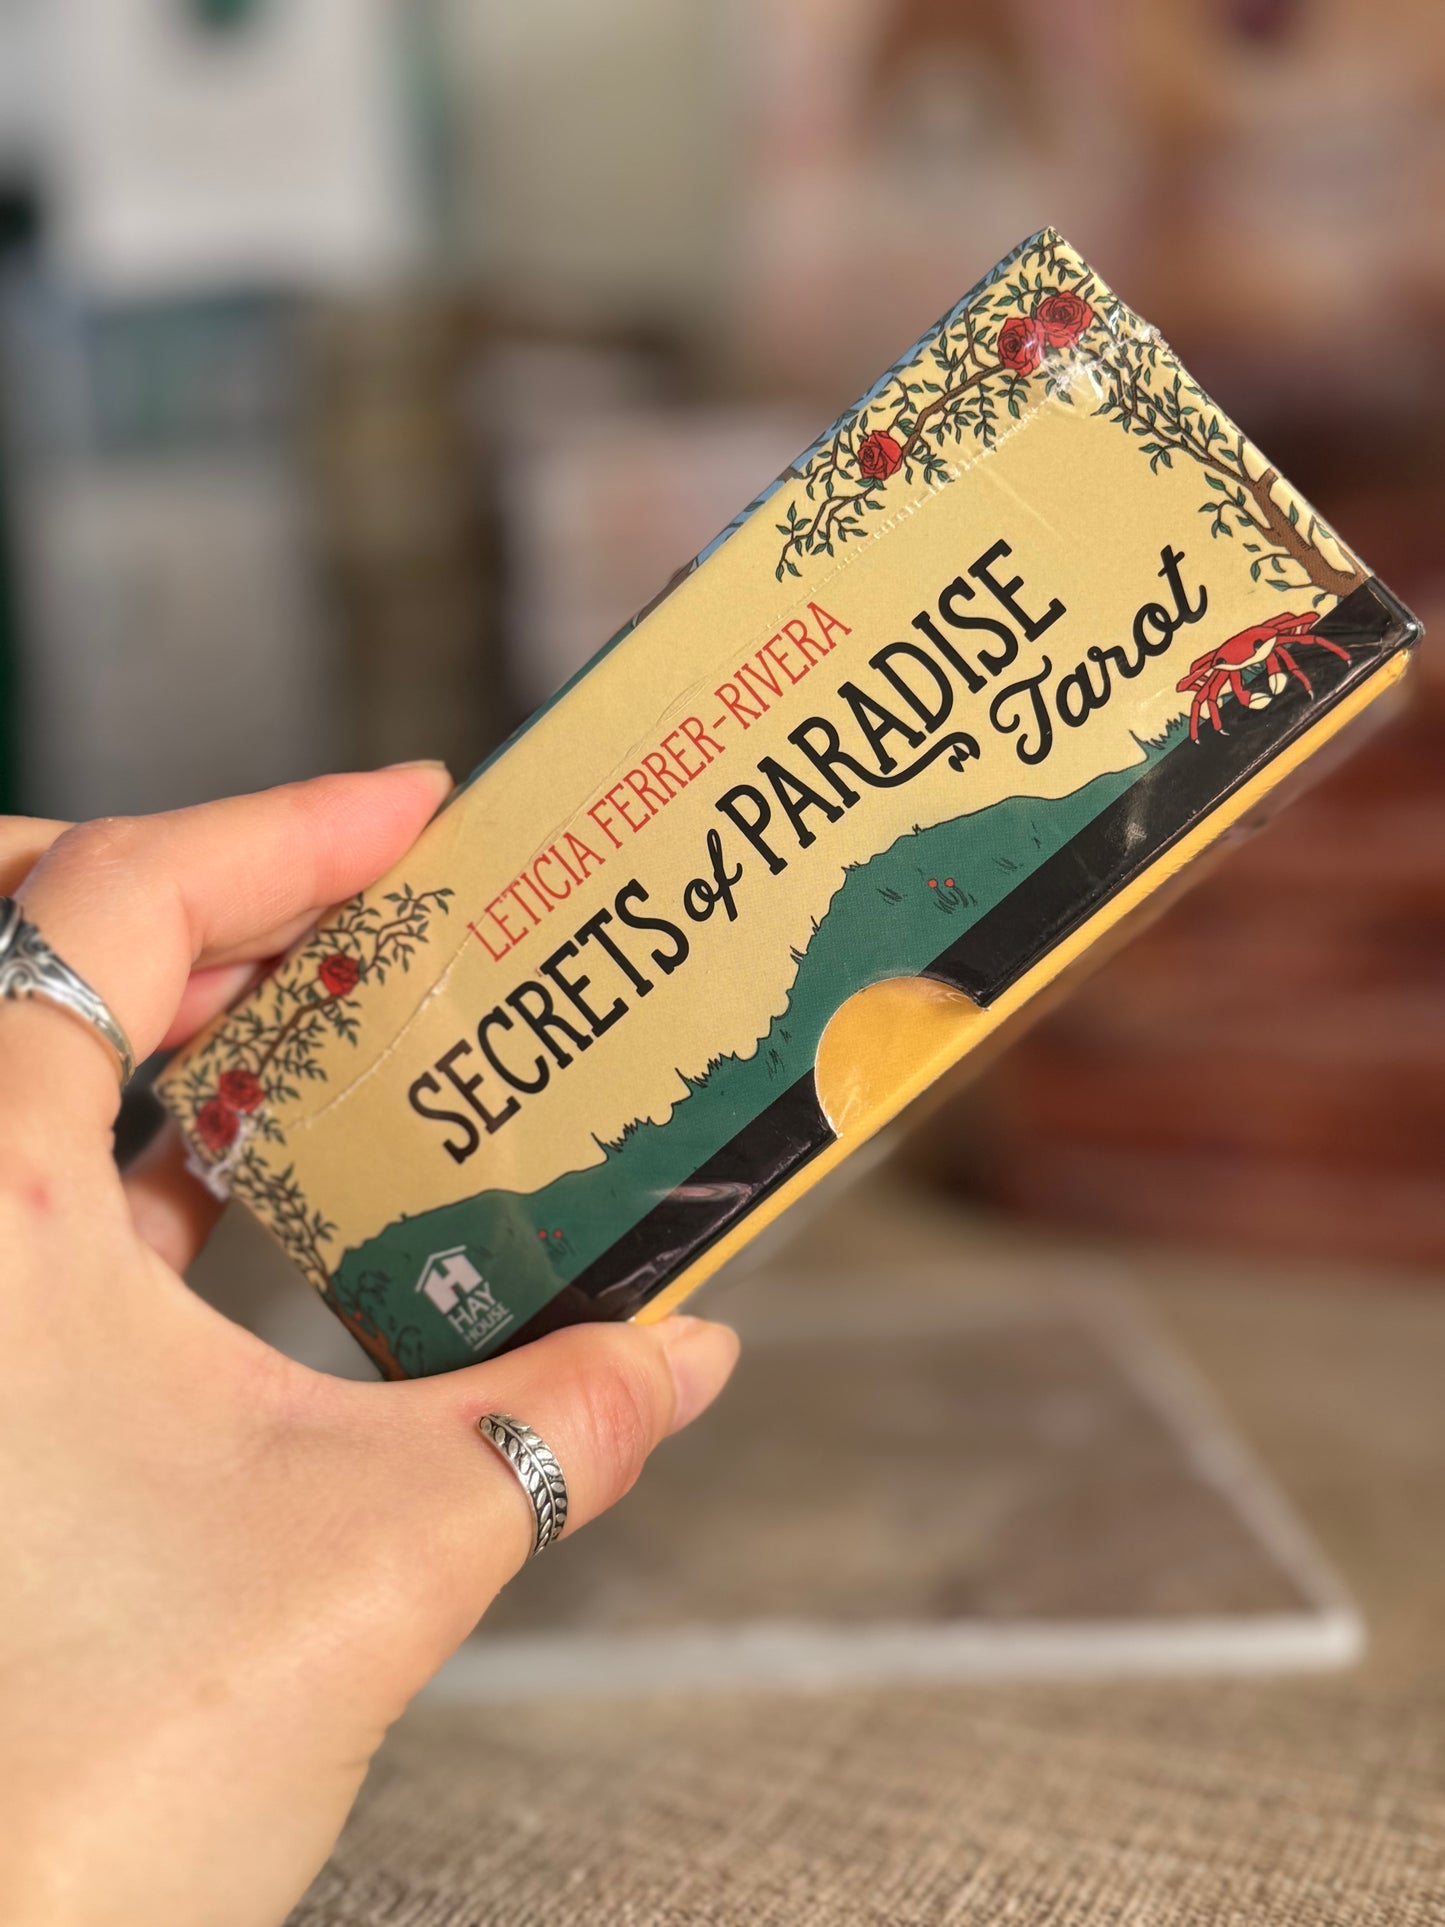 LETICIA FERRER-RIVERA
SECRETS of PARADISE
Tarot
HAY
HOUSE